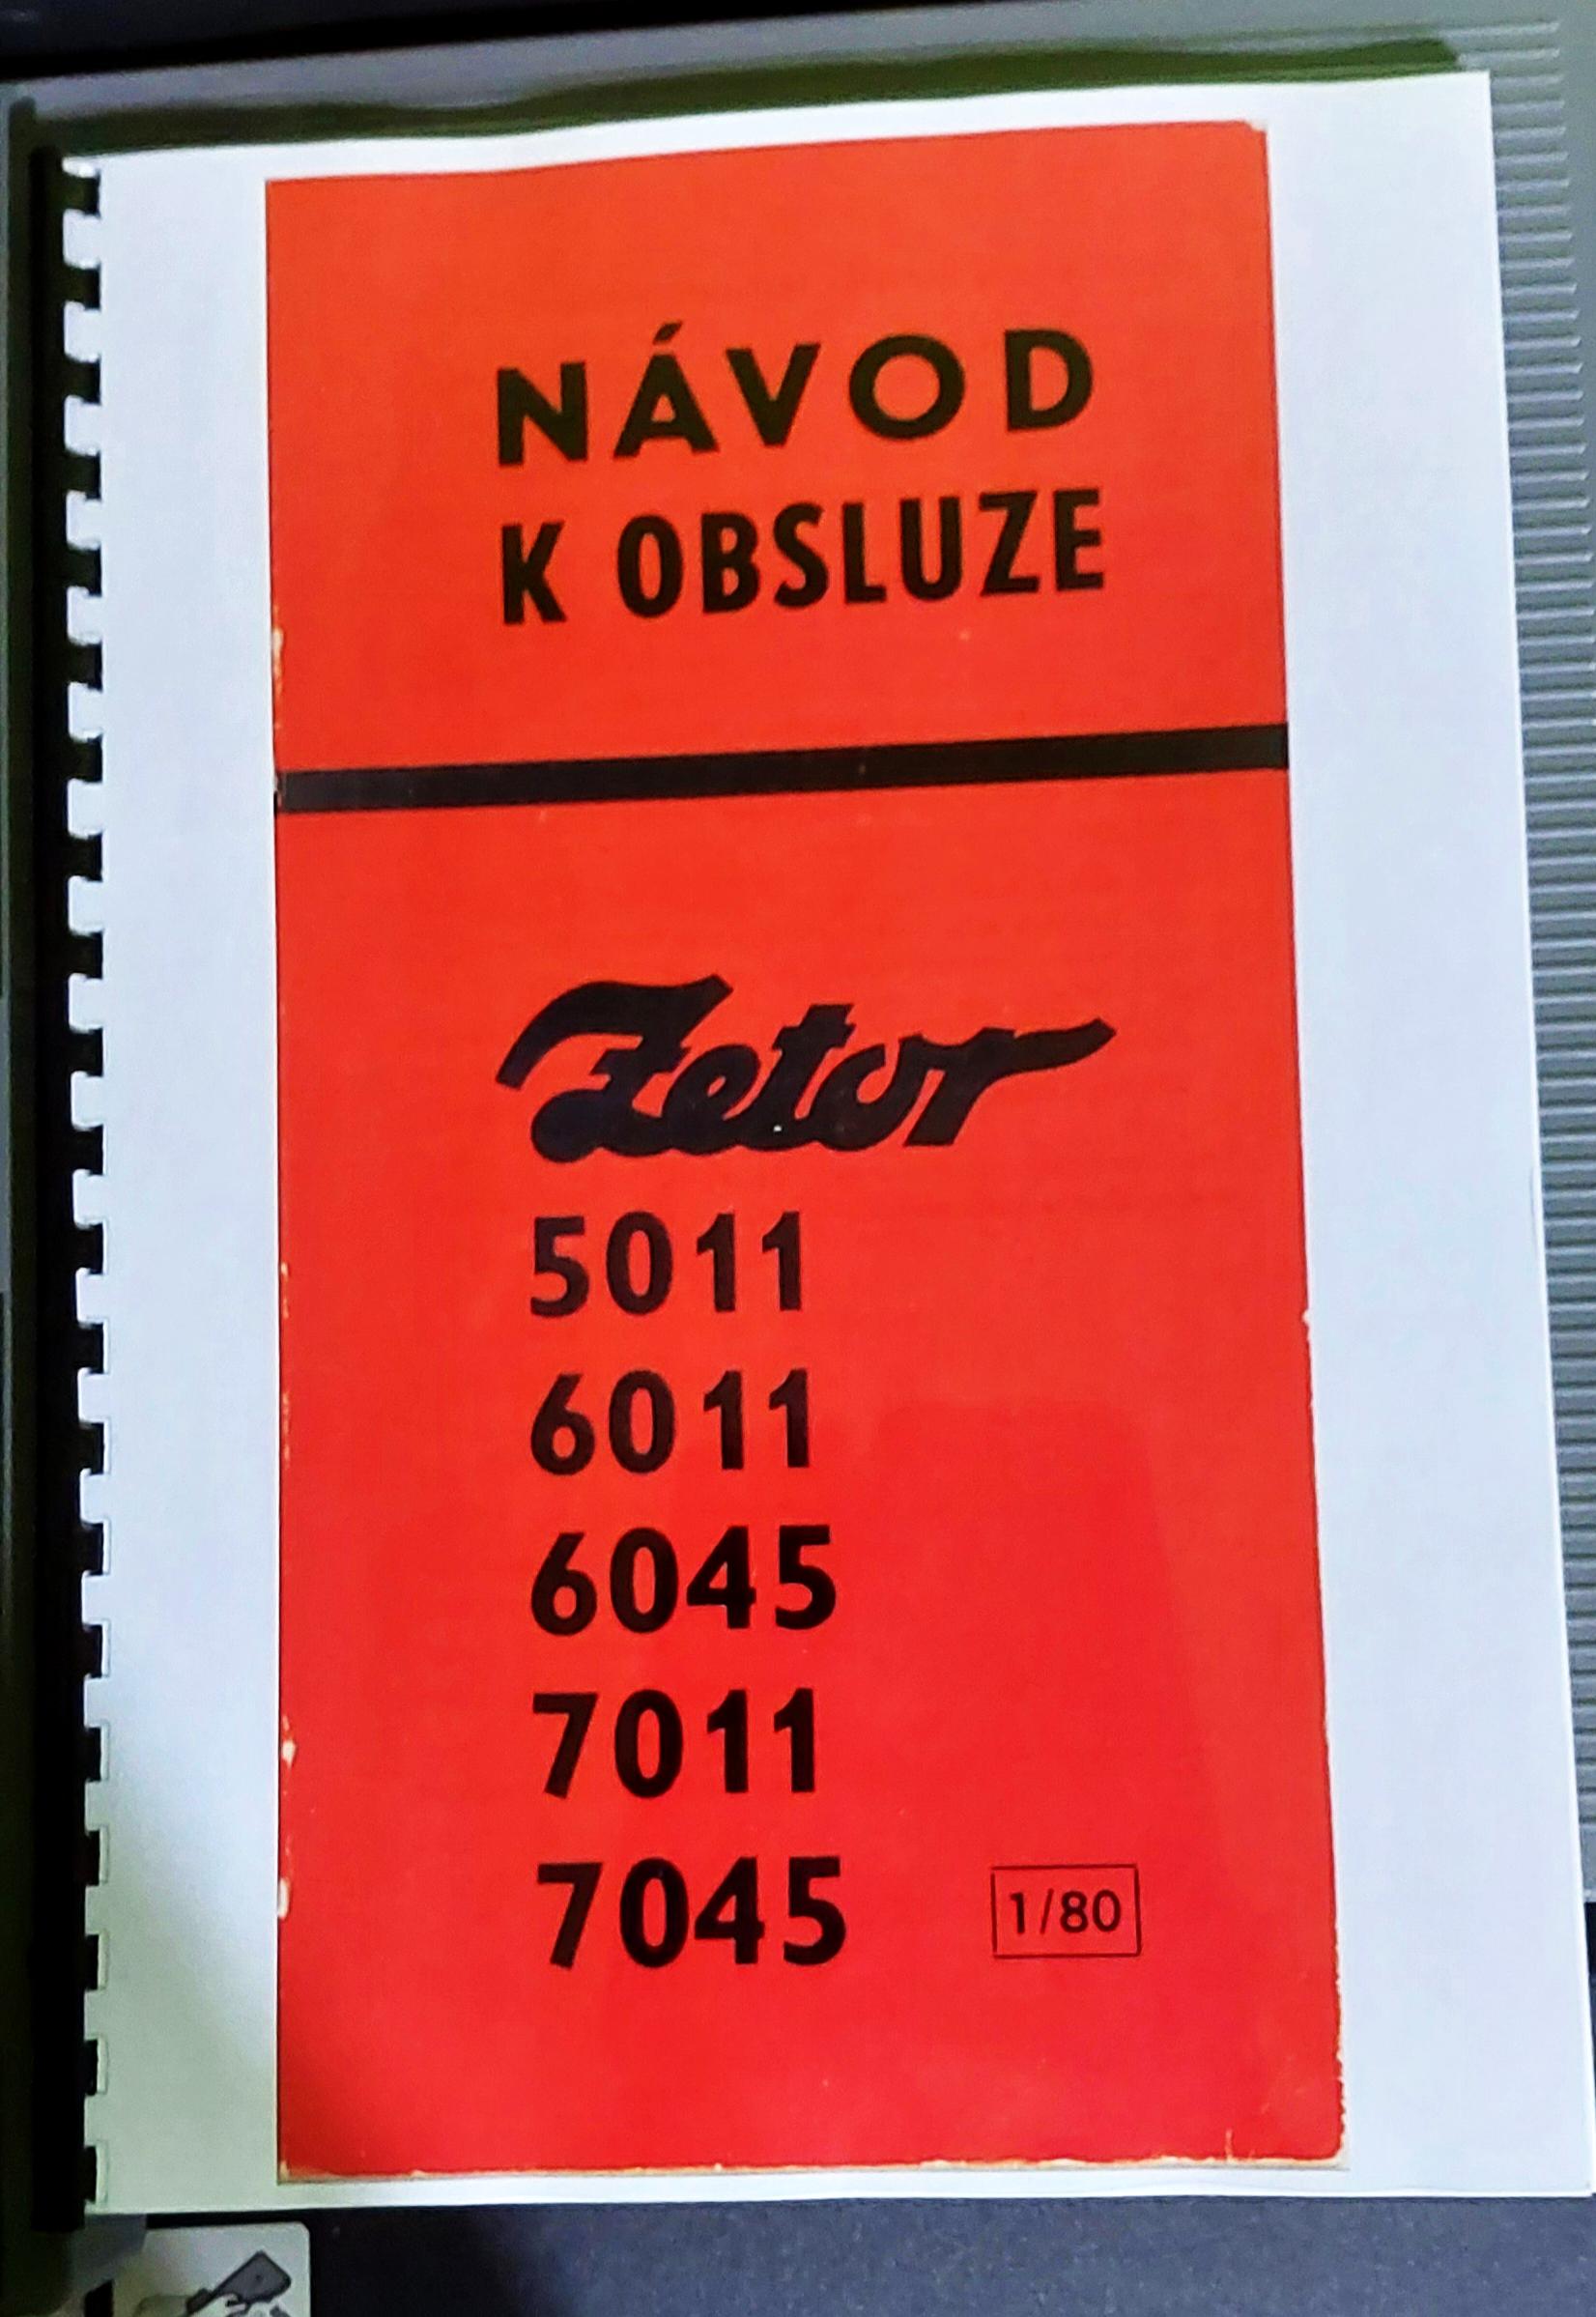 NÁVOD
K OBSLUZE
Zetor
5011
6011
6045
7011
7045
1/80